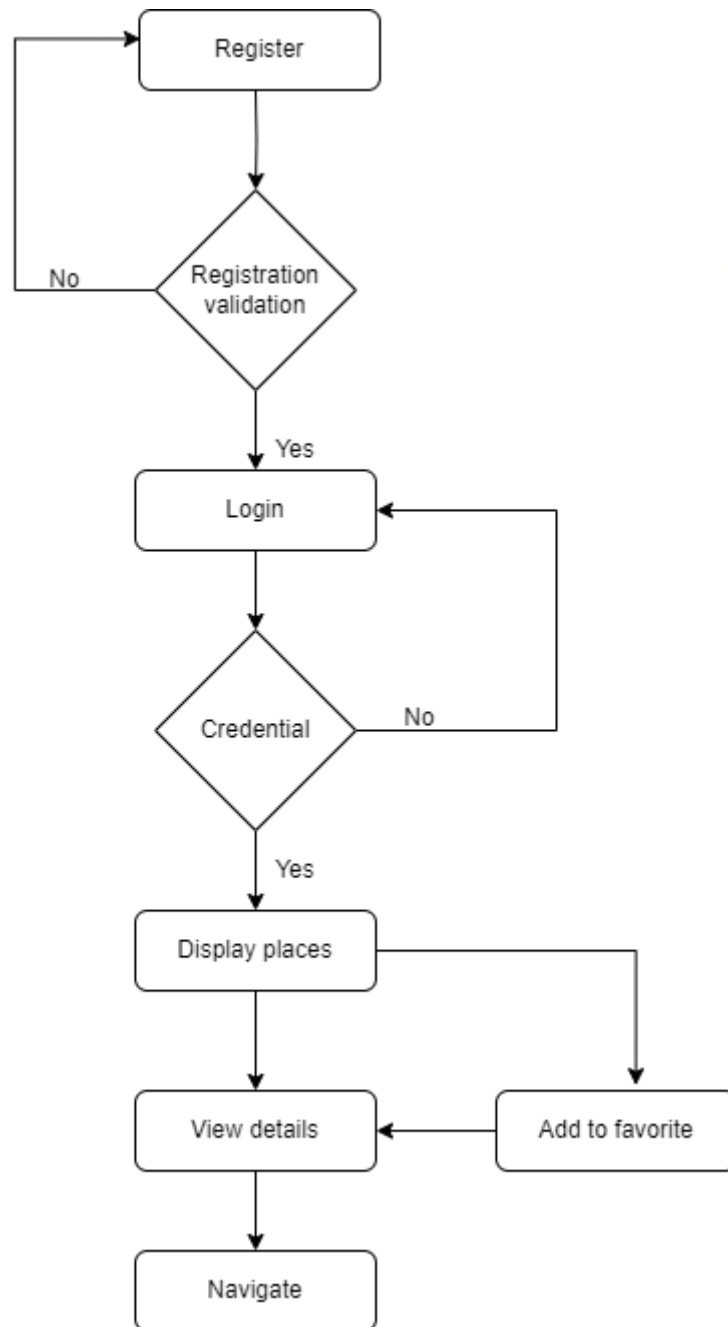 Register
Registration
validation
No
Yes
Login
Credential
No
Yes
Display places
View details
Add to favorite
Navigate